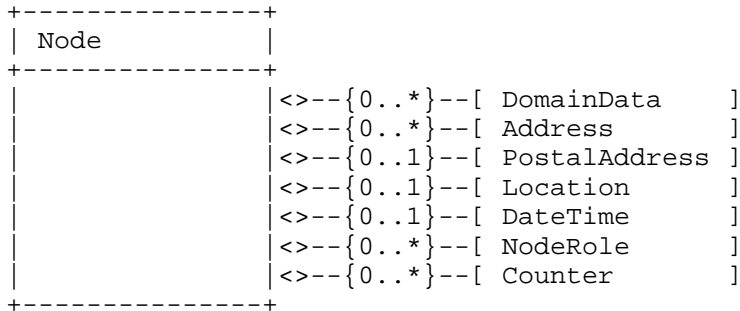 +---------------+
| Node          |
+---------------+
|               |<>--{0..*}--[ DomainData    ]
|               |<>--{0..*}--[ Address       ]
|               |<>--{0..1}--[ PostalAddress ]
|               |<>--{0..1}--[ Location      ]
|               |<>--{0..1}--[ DateTime      ]
|               |<>--{0..*}--[ NodeRole      ]
|               |<>--{0..*}--[ Counter       ]
+---------------+